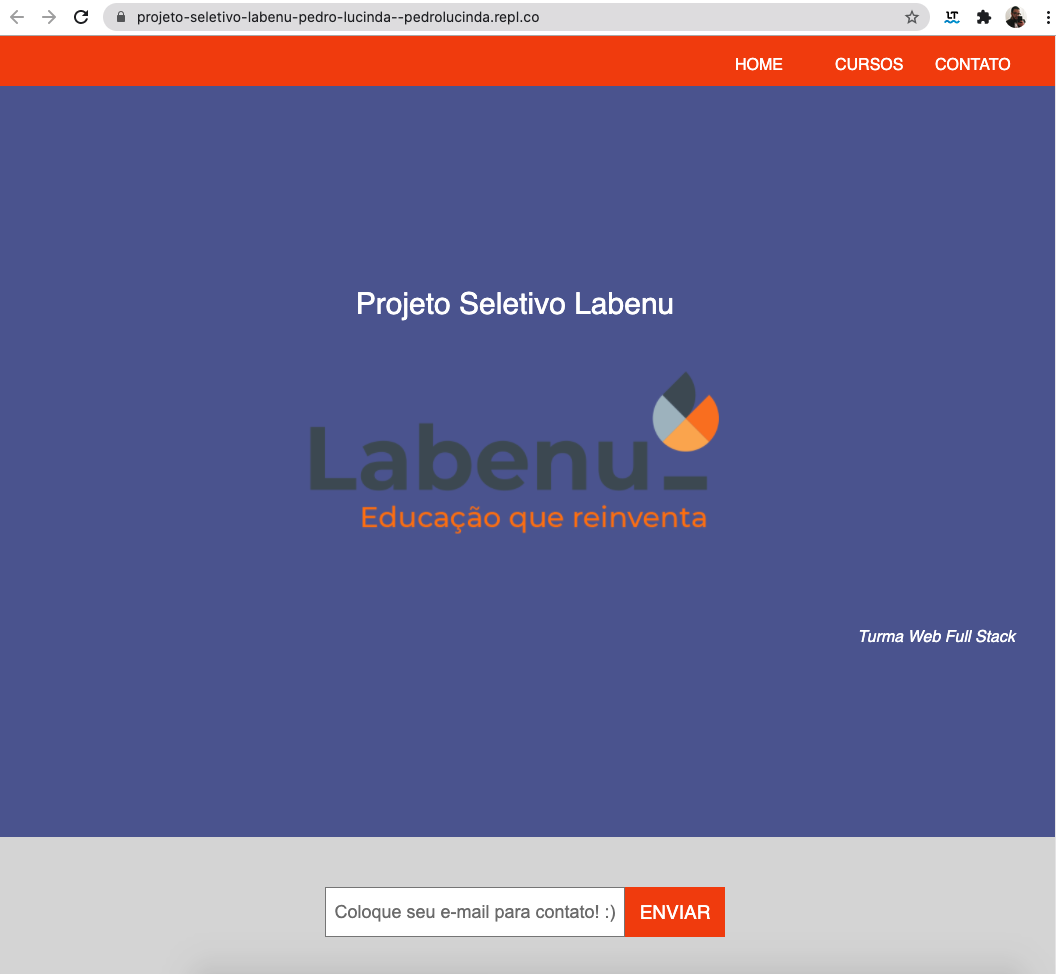 projeto-seletivo-labenu-pedro-lucinda--pedrolucinda.repl.co
LT
HOME CURSOS CONTATO
Projeto Seletivo Labenu
Labenu_
Educação que reinventa
Turma Web Full Stack
Coloque seu e-mail para contato! :) ENVIAR